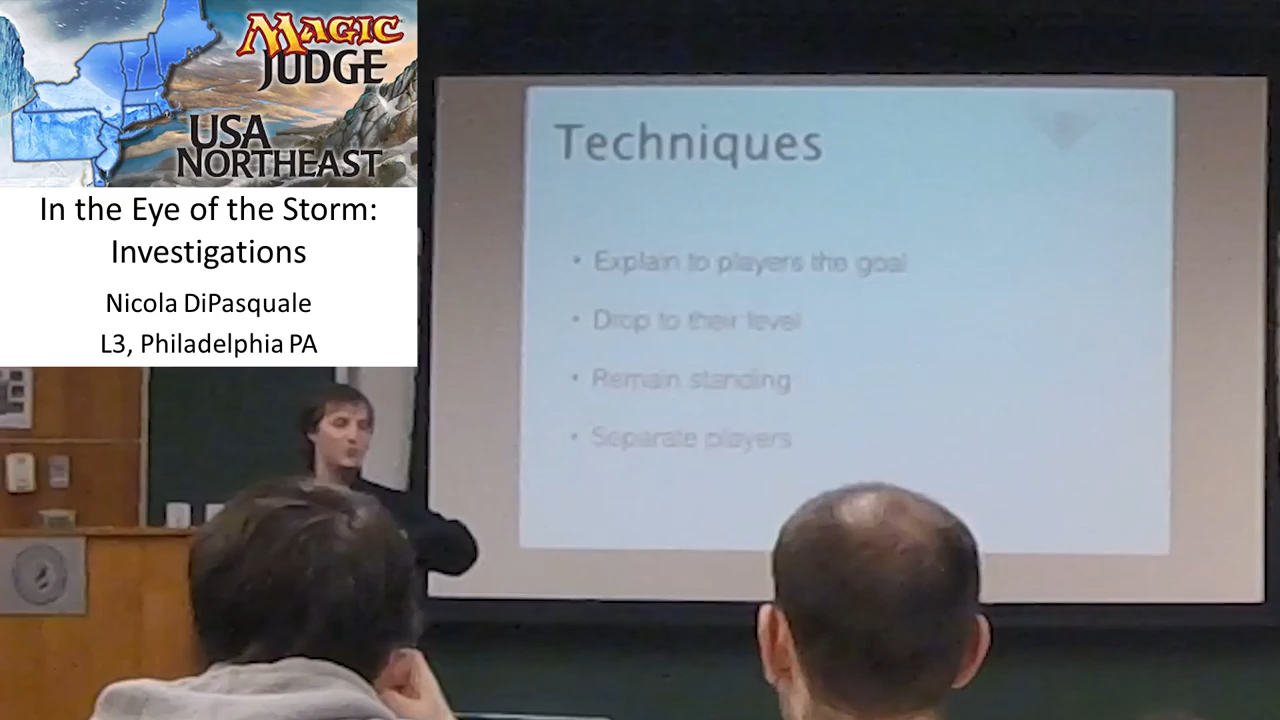 MAGIC
JUDGE
USA
NORTHEAST
In the Eye of the Storm:
Investigations
Nicola DiPasquale
L3, Philadelphia PA
Techniques
• Explain to players the goal
• Drop to their level
• Remain standing
• Separate players